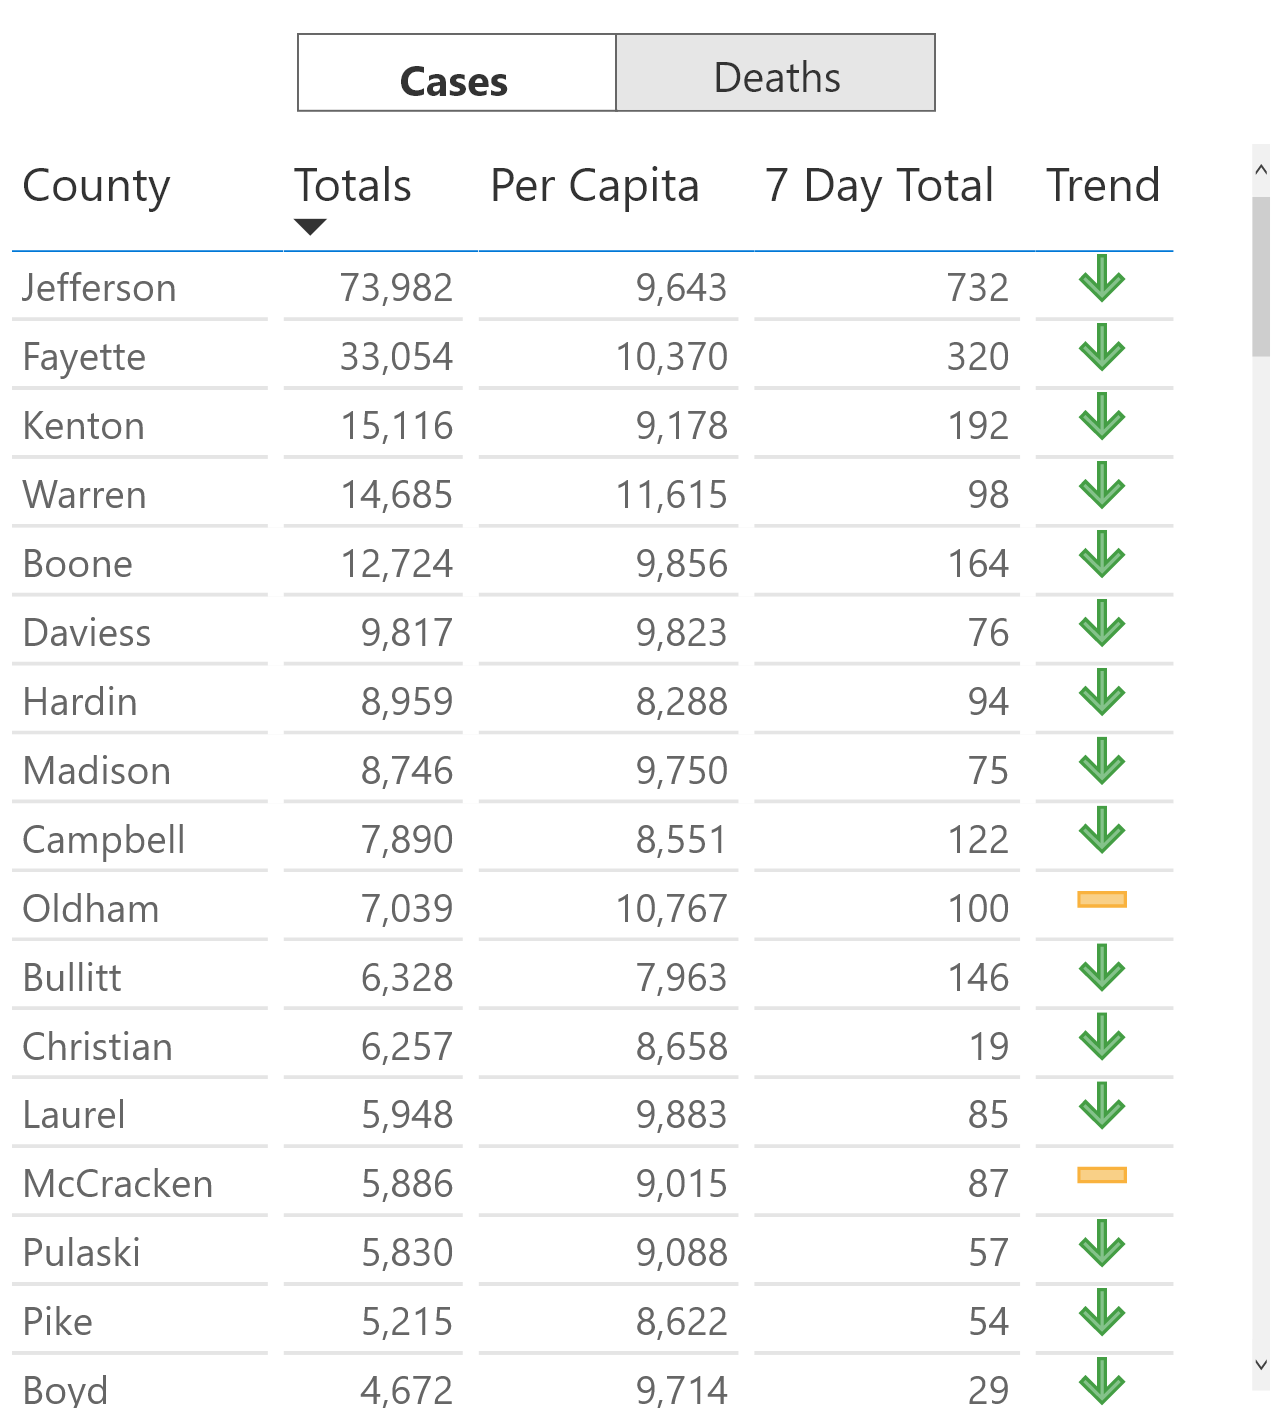 Cases Deaths
County Totals Per Capita 7 Day Total Trend
Jefferson 73,982 9,643 732
Fayette 33,054 10,370 320
Kenton 15,116 9,178 192
Warren 14,685 11,615 98
Boone 12,724 9,856 164
Daviess 9,817 9,823 76
Hardin 8,959 8,288 94
Madison 8,746 9,750 75
Campbell 7,890 8,551 122
Oldham 7,039 10,767 100
Bullitt 6,328 7,963 146
Christian 6,257 8,658 19
Laurel 5,948 9,883 85
McCracken 5,886 9,015 87
Pulaski 5,830 9,088 57
Pike 5,215 8,622 54
Boyd 4,672 9,714 29